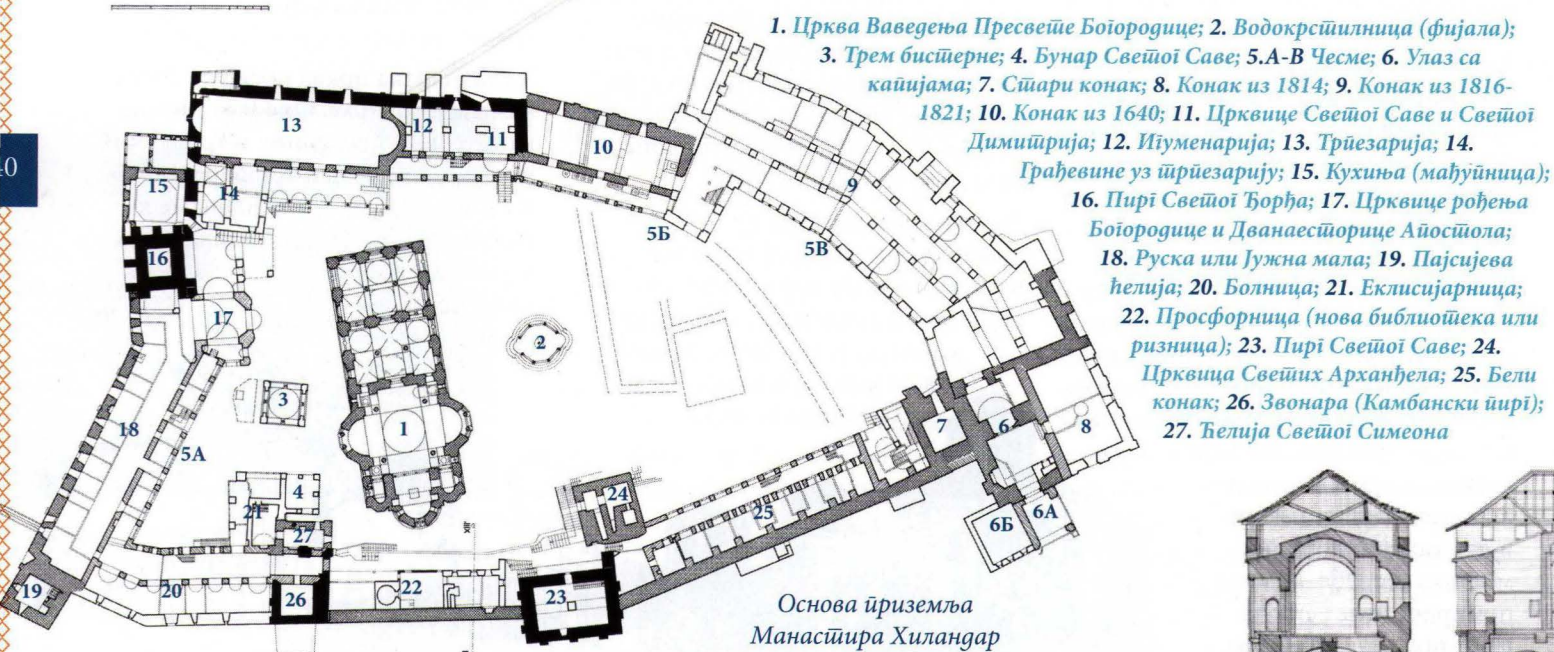 1. Црква Ваведења Пресвете Богородице; 2. Водокрстилница (фијала);
3. Трем бистерне; 4. Бунар Светог Саве; 5.А-В Чесме; 6. Улаз са
капијама; 7. Стари конак; 8. Конак из 1814; 9. Конак из 1816-
1821; 10. Конак из 1640; 11. Црквице Светог Саве и Светог
Димитрија; 12. Игуменарија; 13. Трпезарија; 14.
Грађевине уз трпезарију; 15. Кухиња (мађупница);
16. Пирг Светог Ђорђа; 17. Црквице рођења
Богородице и Дванаесторице Апостола;
18. Руска или Јужна мала; 19. Пајсијева
ћелија; 20. Болница; 21. Еклисијарница;
22. Просфорница (нова библиотека или
ризница); 23. Пирг Светог Саве; 24.
Црквица Светих Арханђела; 25. Бели
конак; 26. Звонара (Камбански пирг);
27. Ћелија Светог Симеона
40
13
12
11
10
9
15
14
16
5Б
5В
17
2
3
1
18
5А
7
6
8
4
24
21
25
27
6Б
6А
19
20
26
22
23
Основа приземља
Манастира Хиландар